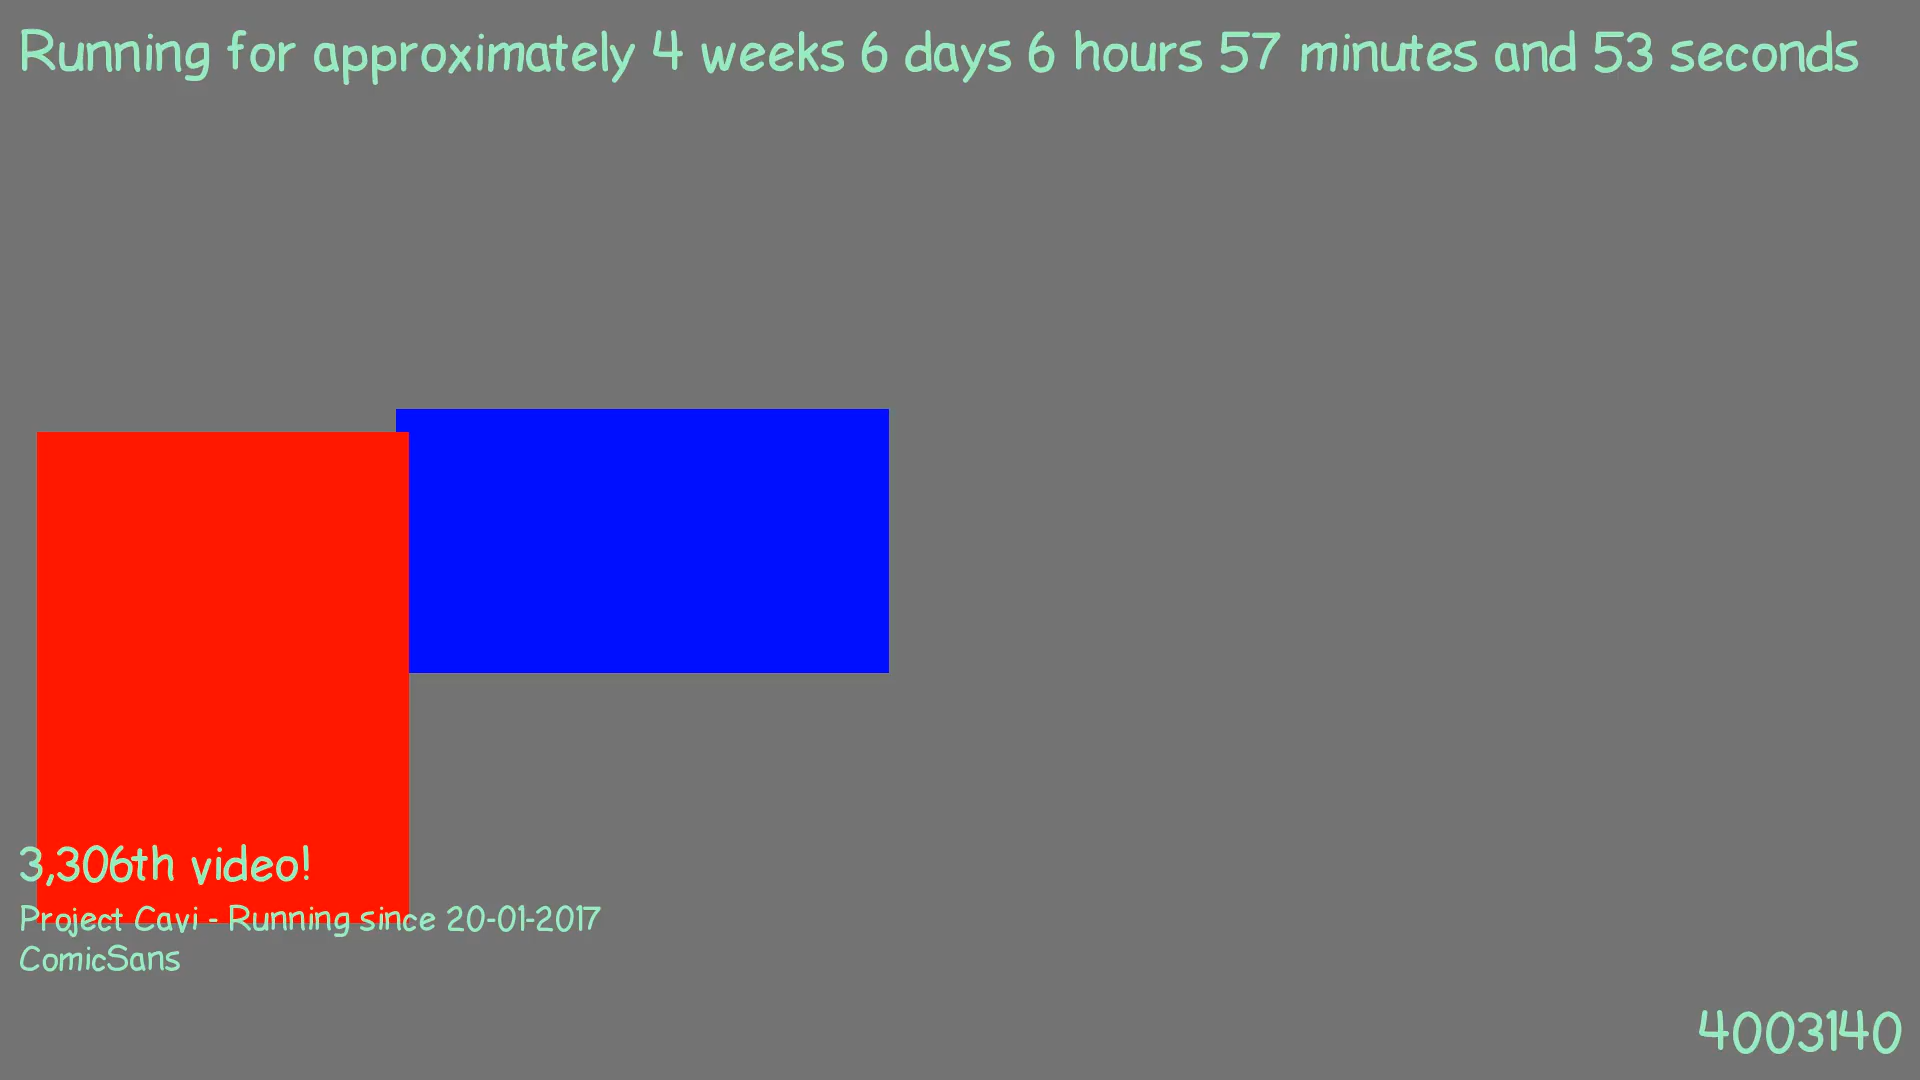 Running for approximately 4 weeks 6 days 6 hours 57 minutes and 53 seconds
3,306th video!
Project Cavi - Running since 20-01-2017
ComicSans
4003140